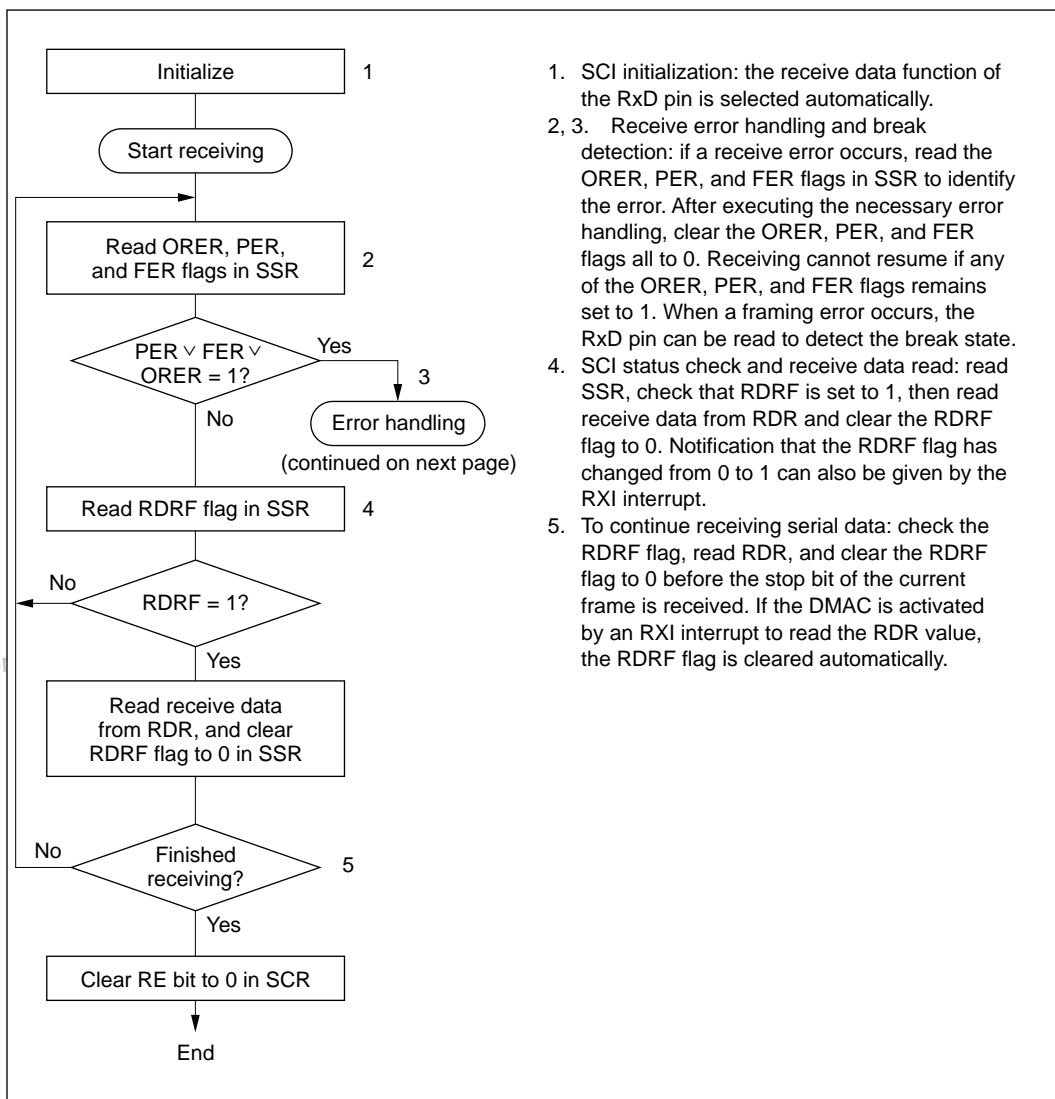 Initialize
1
Start receiving
Read ORER, PER,
and FER flags in SSR
2
PER ∨ FER ∨
ORER = 1?
Yes
3
No
Error handling
(continued on next page)
Read RDRF flag in SSR
4
No
RDRF = 1?
Yes
Read receive data
from RDR, and clear
RDRF flag to 0 in SSR
No
Finished
receiving?
5
Yes
Clear RE bit to 0 in SCR
End
1. SCI initialization: the receive data function of
the RxD pin is selected automatically.
2, 3. Receive error handling and break
detection: if a receive error occurs, read the
ORER, PER, and FER flags in SSR to identify
the error. After executing the necessary error
handling, clear the ORER, PER, and FER
flags all to 0. Receiving cannot resume if any
of the ORER, PER, and FER flags remains
set to 1. When a framing error occurs, the
RxD pin can be read to detect the break state.
4. SCI status check and receive data read: read
SSR, check that RDRF is set to 1, then read
receive data from RDR and clear the RDRF
flag to 0. Notification that the RDRF flag has
changed from 0 to 1 can also be given by the
RXI interrupt.
5. To continue receiving serial data: check the
RDRF flag, read RDR, and clear the RDRF
flag to 0 before the stop bit of the current
frame is received. If the DMAC is activated
by an RXI interrupt to read the RDR value,
the RDRF flag is cleared automatically.